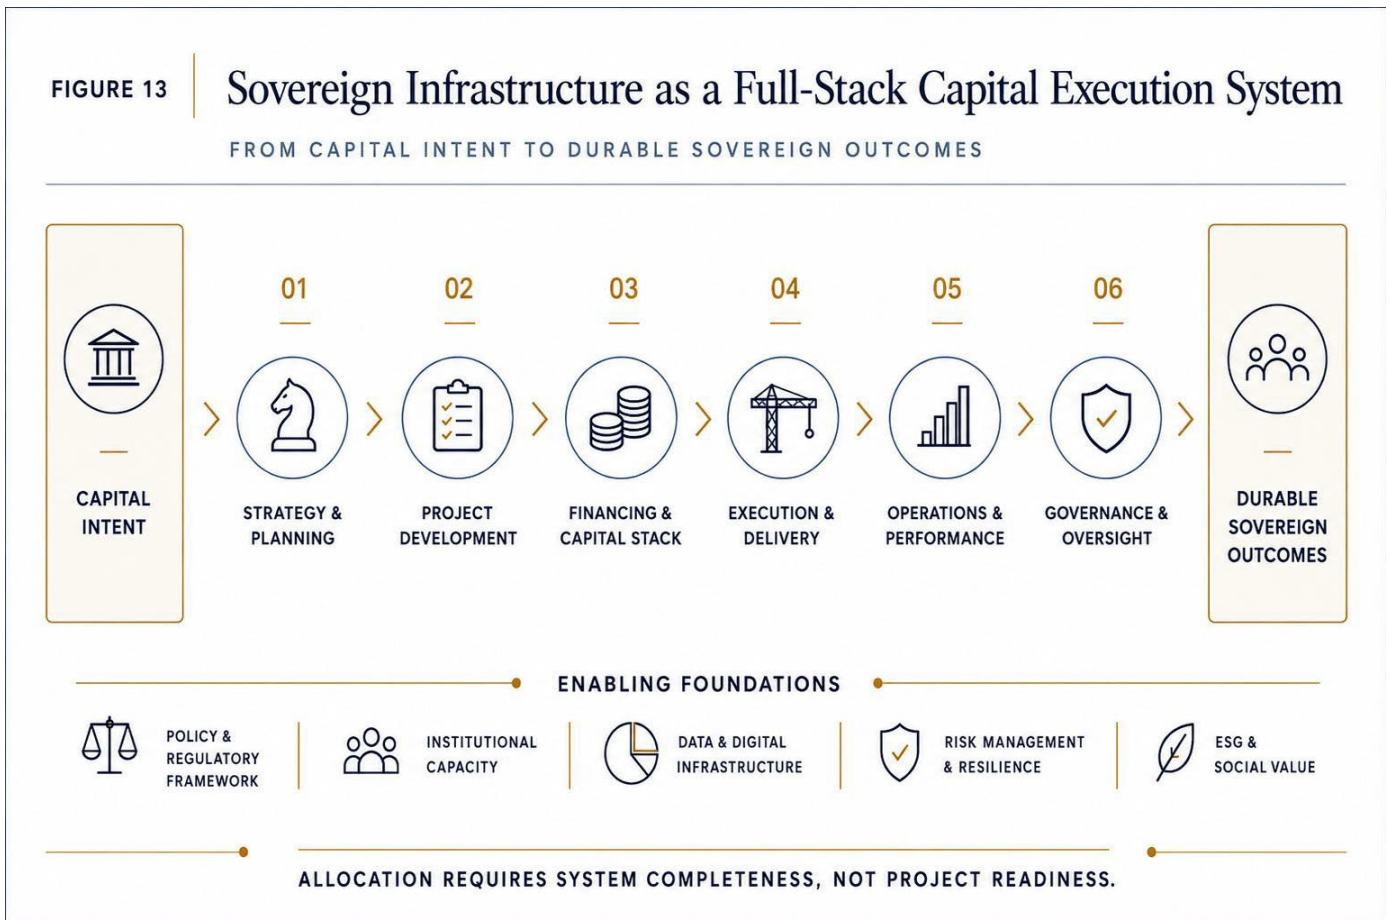 FIGURE 13
Sovereign Infrastructure as a Full-Stack Capital Execution System
FROM CAPITAL INTENT TO DURABLE SOVEREIGN OUTCOMES
CAPITAL
INTENT
01
STRATEGY &
PLANNING
02
PROJECT
DEVELOPMENT
03
FINANCING &
CAPITAL STACK
04
EXECUTION &
DELIVERY
05
OPERATIONS &
PERFORMANCE
06
GOVERNANCE &
OVERSIGHT
DURABLE
SOVEREIGN
OUTCOMES
ENABLING FOUNDATIONS
POLICY &
REGULATORY
FRAMEWORK
INSTITUTIONAL
CAPACITY
DATA & DIGITAL
INFRASTRUCTURE
RISK MANAGEMENT
& RESILIENCE
ESG &
SOCIAL VALUE
ALLOCATION REQUIRES SYSTEM COMPLETENESS, NOT PROJECT READINESS.